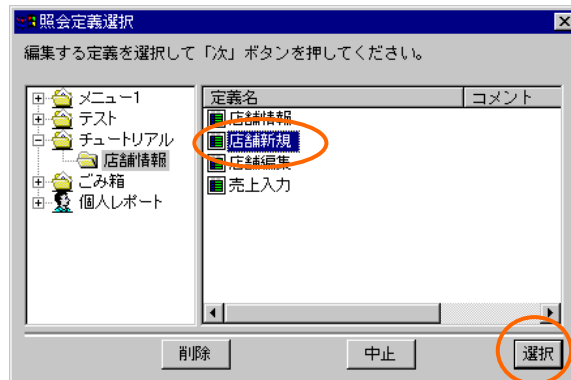 照会定義選択
編集する定義を選択して「次」ボタンを押してください。
メニュー1
テスト
チュートリアル
店舗情報
ごみ箱
個人レポート
定義名 コメント
店舗情報
店舗新規
店舗編集
売上入力
削除 中止 選択